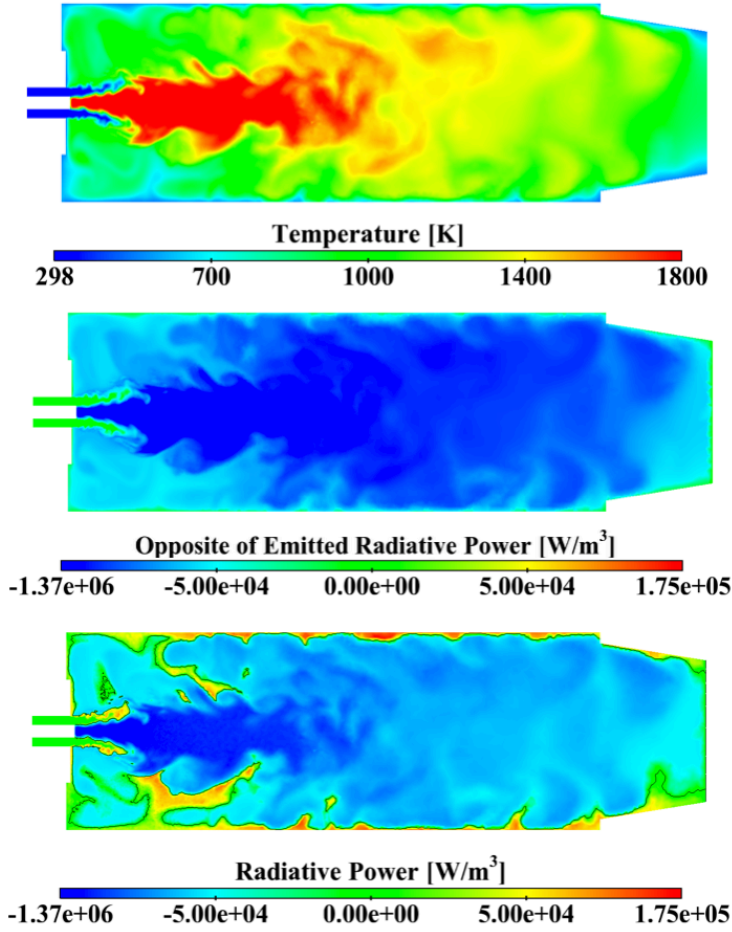 Temperature [K]
298 700 1000 1400 1800
Opposite of Emitted Radiative Power [W/m³]
-1.37e+06 -5.00e+04 0.00e+00 5.00e+04 1.75e+05
Radiative Power [W/m³]
-1.37e+06 -5.00e+04 0.00e+00 5.00e+04 1.75e+05